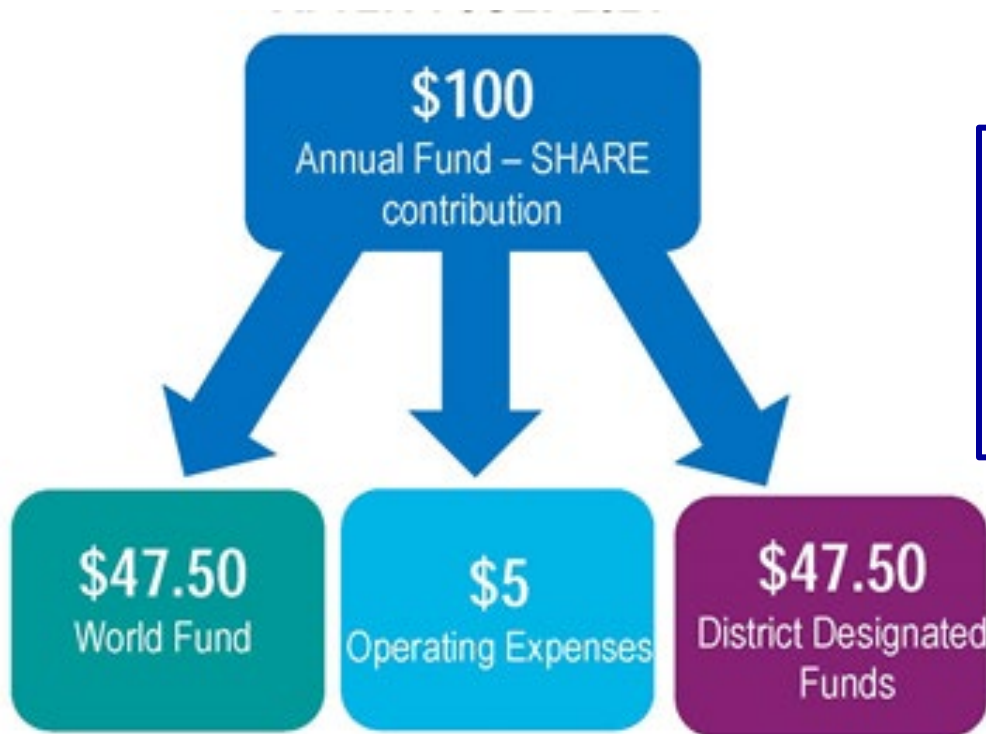 $100
Annual Fund – SHARE
contribution
$47.50
World Fund
$5
Operating Expenses
$47.50
District Designated
Funds